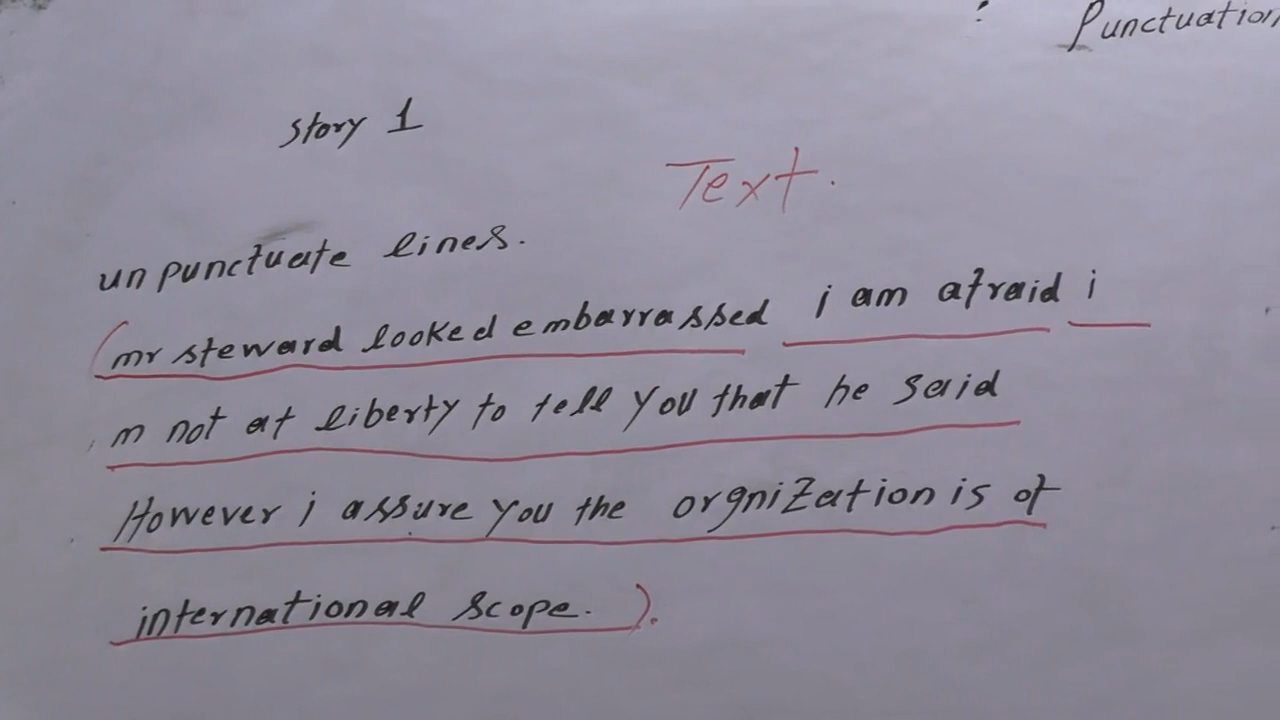 : Punctuation
story 1
Text.
unpunctuate lines.
(mr steward looked embarrassed i am afraid i
m not at liberty to tell you that he said
However i assure you the orgnization is of
international scope. ).